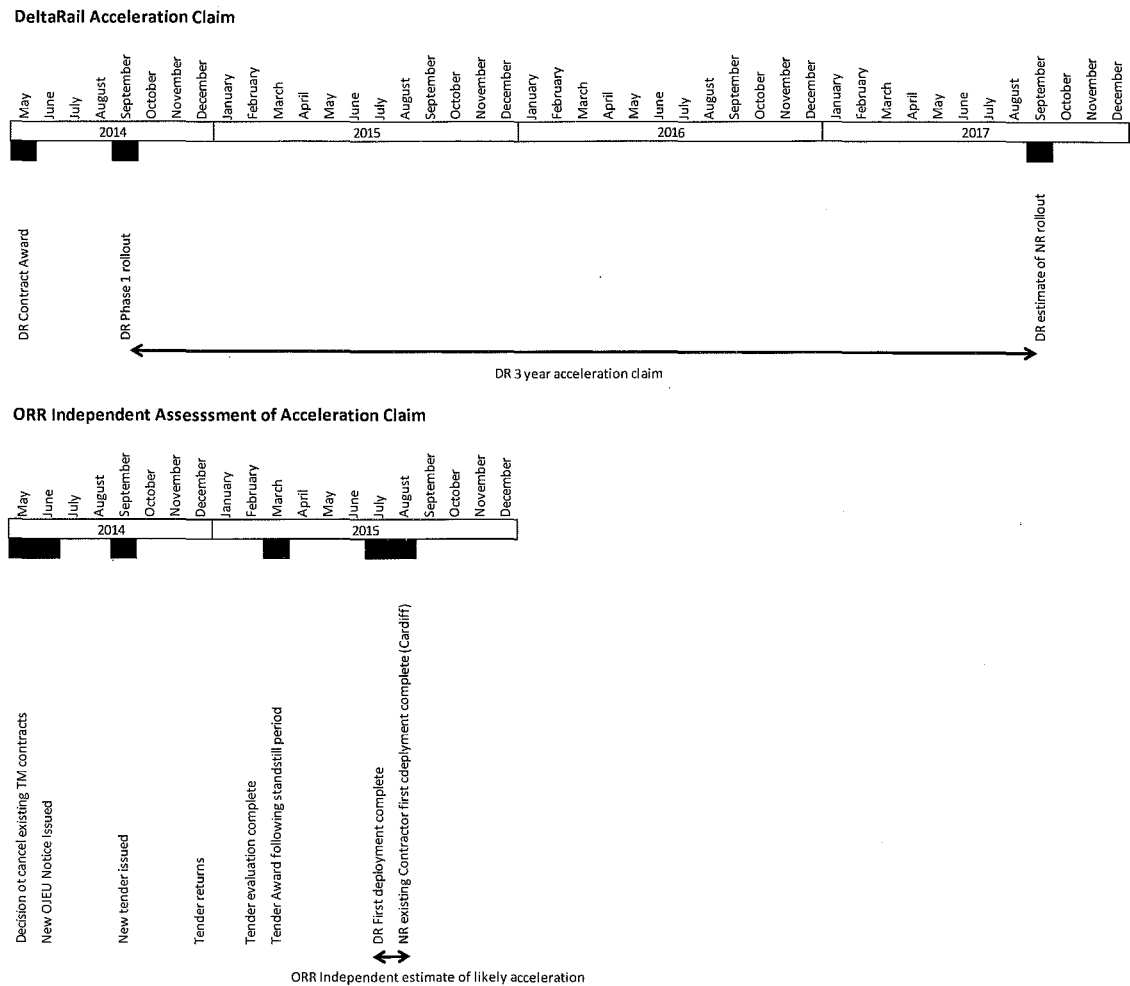 DeltaRail Acceleration Claim
May
June
July
August
September
October
November
December
January
February
March
April
May
June
July
August
September
October
November
December
January
February
March
April
May
June
July
August
September
October
November
December
January
February
March
April
May
June
July
August
September
October
November
December
2014
2015
2016
2017
DR Contract Award
DR Phase 1 rollout
DR estimate of NR rollout
DR 3 year acceleration claim
ORR Independent Assesssment of Acceleration Claim
May
June
July
August
September
October
November
December
January
February
March
April
May
June
July
August
September
October
November
December
2014
2015
Decision ot cancel existing TM contracts
New OJEU Notice Issued
New tender issued
Tender returns
Tender evaluation complete
Tender Award following standstill period
DR First deployment complete
NR existing Contractor first cdeplyment complete (Cardiff)
ORR Independent estimate of likely acceleration